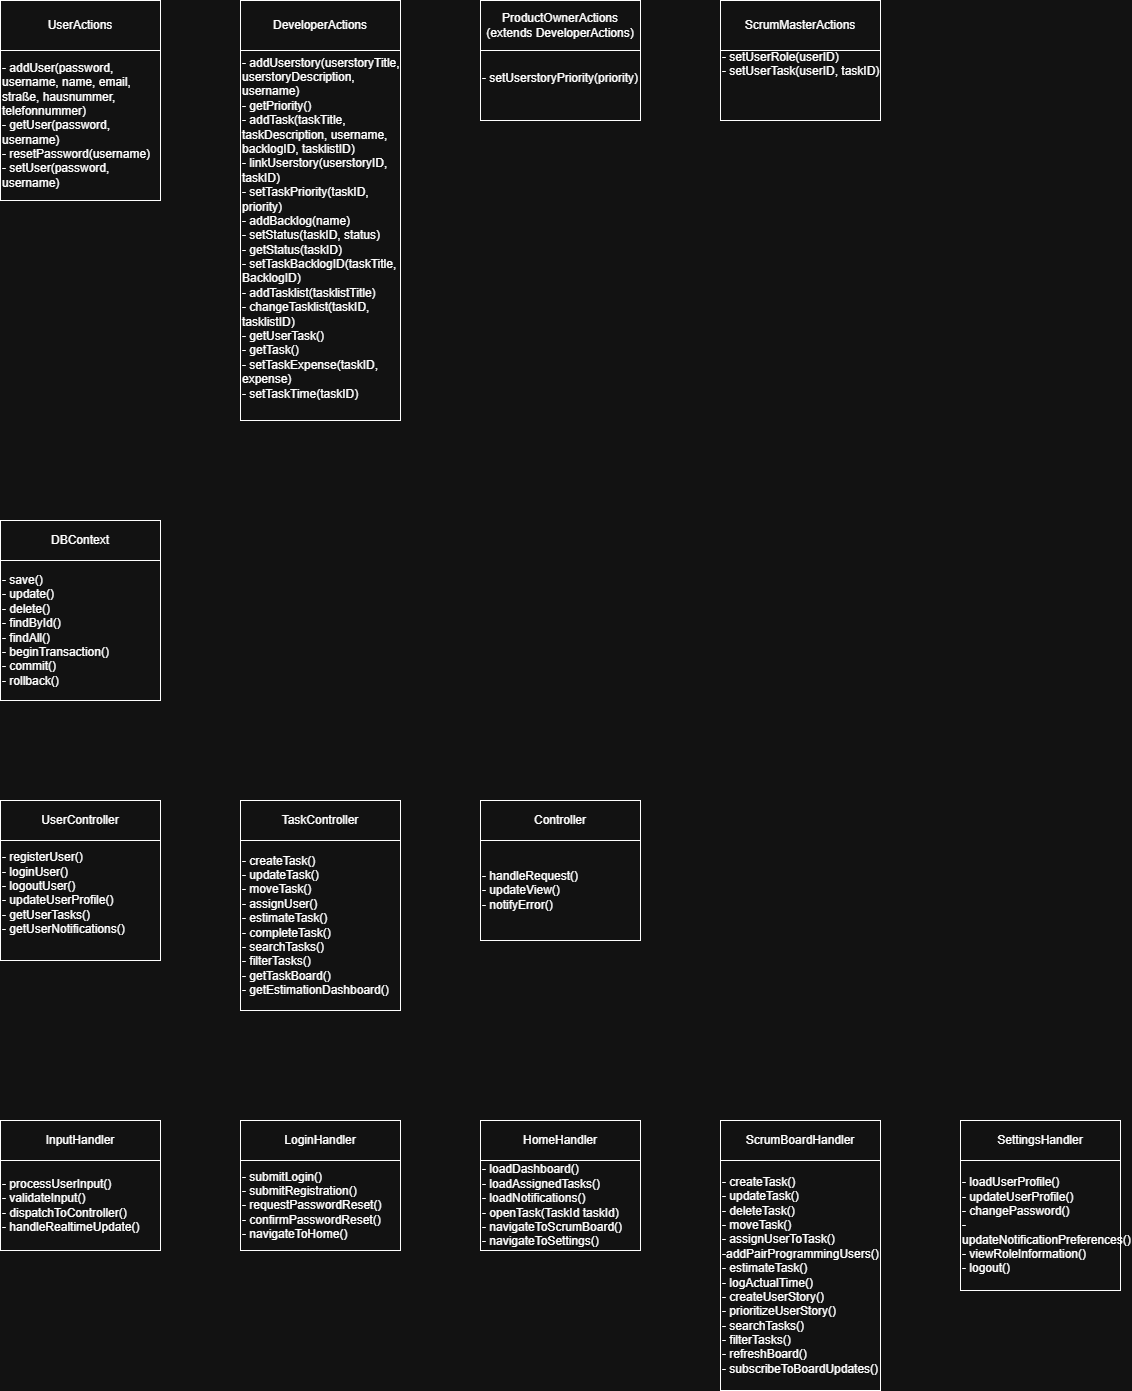 UserActions
- addUser(password,
username, name, email,
straße, hausnummer,
telefonnummer)
- getUser(password,
username)
- resetPassword(username)
- setUser(password,
username)
DeveloperActions
- addUserstory(userstoryTitle,
userstoryDescription,
username)
- getPriority()
- addTask(taskTitle,
taskDescription, username,
backlogID, tasklistID)
- linkUserstory(userstoryID,
taskID)
- setTaskPriority(taskID,
priority)
- addBacklog(name)
- setStatus(taskID, status)
- getStatus(taskID)
- setTaskBacklogID(taskTitle,
BacklogID)
- addTasklist(tasklistTitle)
- changeTasklist(taskID,
tasklistID)
- getUserTask()
- getTask()
- setTaskExpense(taskID,
expense)
- setTaskTime(taskID)
ProductOwnerActions
(extends DeveloperActions)
- setUserstoryPriority(priority)
ScrumMasterActions
- setUserRole(userID)
- setUserTask(userID, taskID)
DBContext
- save()
- update()
- delete()
- findById()
- findAll()
- beginTransaction()
- commit()
- rollback()
UserController
- registerUser()
- loginUser()
- logoutUser()
- updateUserProfile()
- getUserTasks()
- getUserNotifications()
TaskController
- createTask()
- updateTask()
- moveTask()
- assignUser()
- estimateTask()
- completeTask()
- searchTasks()
- filterTasks()
- getTaskBoard()
- getEstimationDashboard()
Controller
- handleRequest()
- updateView()
- notifyError()
InputHandler
- processUserInput()
- validateInput()
- dispatchToController()
- handleRealtimeUpdate()
LoginHandler
- submitLogin()
- submitRegistration()
- requestPasswordReset()
- confirmPasswordReset()
- navigateToHome()
HomeHandler
- loadDashboard()
- loadAssignedTasks()
- loadNotifications()
- openTask(TaskId taskId)
- navigateToScrumBoard()
- navigateToSettings()
ScrumBoardHandler
- createTask()
- updateTask()
- deleteTask()
- moveTask()
- assignUserToTask()
-addPairProgrammingUsers()
- estimateTask()
- logActualTime()
- createUserStory()
- prioritizeUserStory()
- searchTasks()
- filterTasks()
- refreshBoard()
- subscribeToBoardUpdates()
SettingsHandler
- loadUserProfile()
- updateUserProfile()
- changePassword()
-
updateNotificationPreferences()
- viewRoleInformation()
- logout()